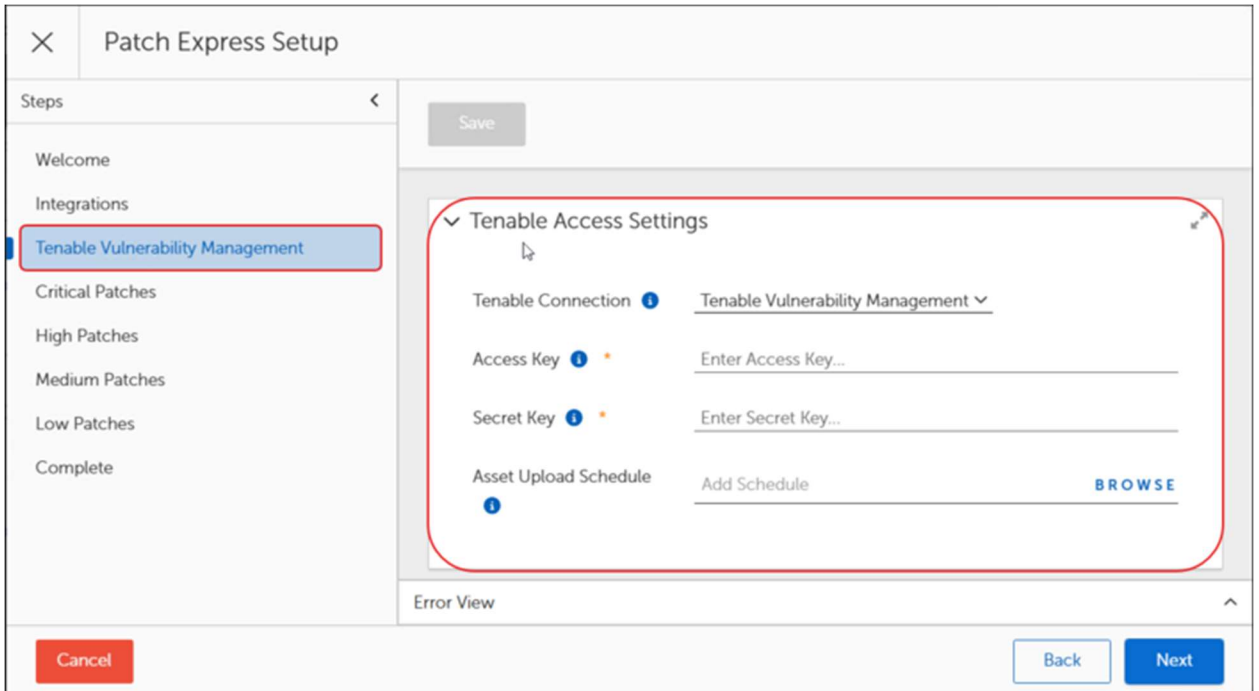 Patch Express Setup
Steps
Save
Welcome
Integrations
Tenable Vulnerability Management
Critical Patches
High Patches
Medium Patches
Low Patches
Complete
Tenable Access Settings
Tenable Connection
Tenable Vulnerability Management
Access Key *
Enter Access Key...
Secret Key *
Enter Secret Key...
Asset Upload Schedule
Add Schedule
BROWSE
Error View
Cancel
Back
Next